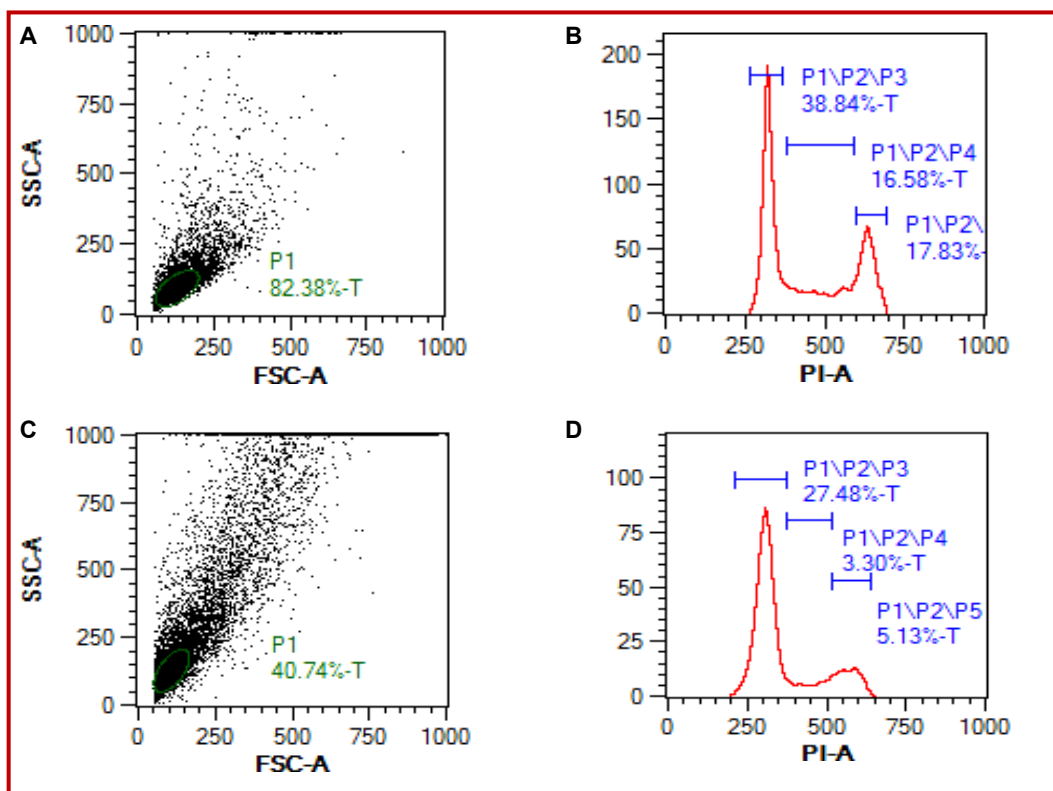 A
1000
750
500
250
0
SSC-A
P1
82.38%-T
0 250 500 750 1000
FSC-A
B
200
150
100
50
0
P1\P2\P3
38.84%-T
P1\P2\P4
16.58%-T
P1\P2\
17.83%-
0 250 500 750 1000
PI-A
C
1000
750
500
250
0
SSC-A
P1
40.74%-T
0 250 500 750 1000
FSC-A
D
100
75
50
25
0
P1\P2\P3
27.48%-T
P1\P2\P4
3.30%-T
P1\P2\P5
5.13%-T
0 250 500 750 1000
PI-A